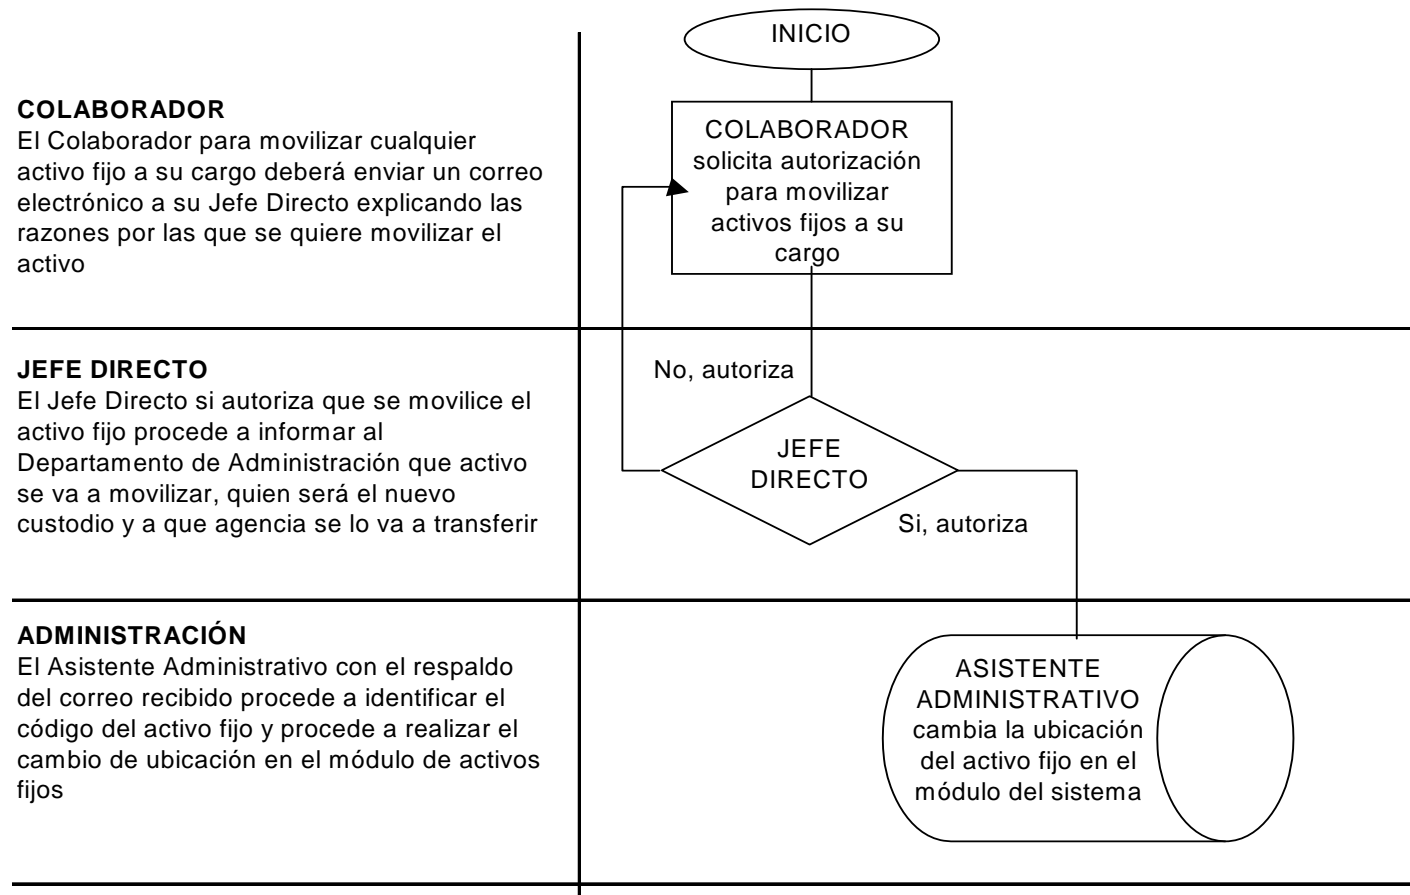 INICIO
COLABORADOR
El Colaborador para movilizar cualquier
activo fijo a su cargo deberá enviar un correo
electrónico a su Jefe Directo explicando las
razones por las que se quiere movilizar el
activo
COLABORADOR
solicita autorización
para movilizar
activos fijos a su
cargo
JEFE DIRECTO
El Jefe Directo si autoriza que se movilice el
activo fijo procede a informar al
Departamento de Administración que activo
se va a movilizar, quien será el nuevo
custodio y a que agencia se lo va a transferir
No, autoriza
JEFE
DIRECTO
Si, autoriza
ADMINISTRACIÓN
El Asistente Administrativo con el respaldo
del correo recibido procede a identificar el
código del activo fijo y procede a realizar el
cambio de ubicación en el módulo de activos
fijos
ASISTENTE
ADMINISTRATIVO
cambia la ubicación
del activo fijo en el
módulo del sistema